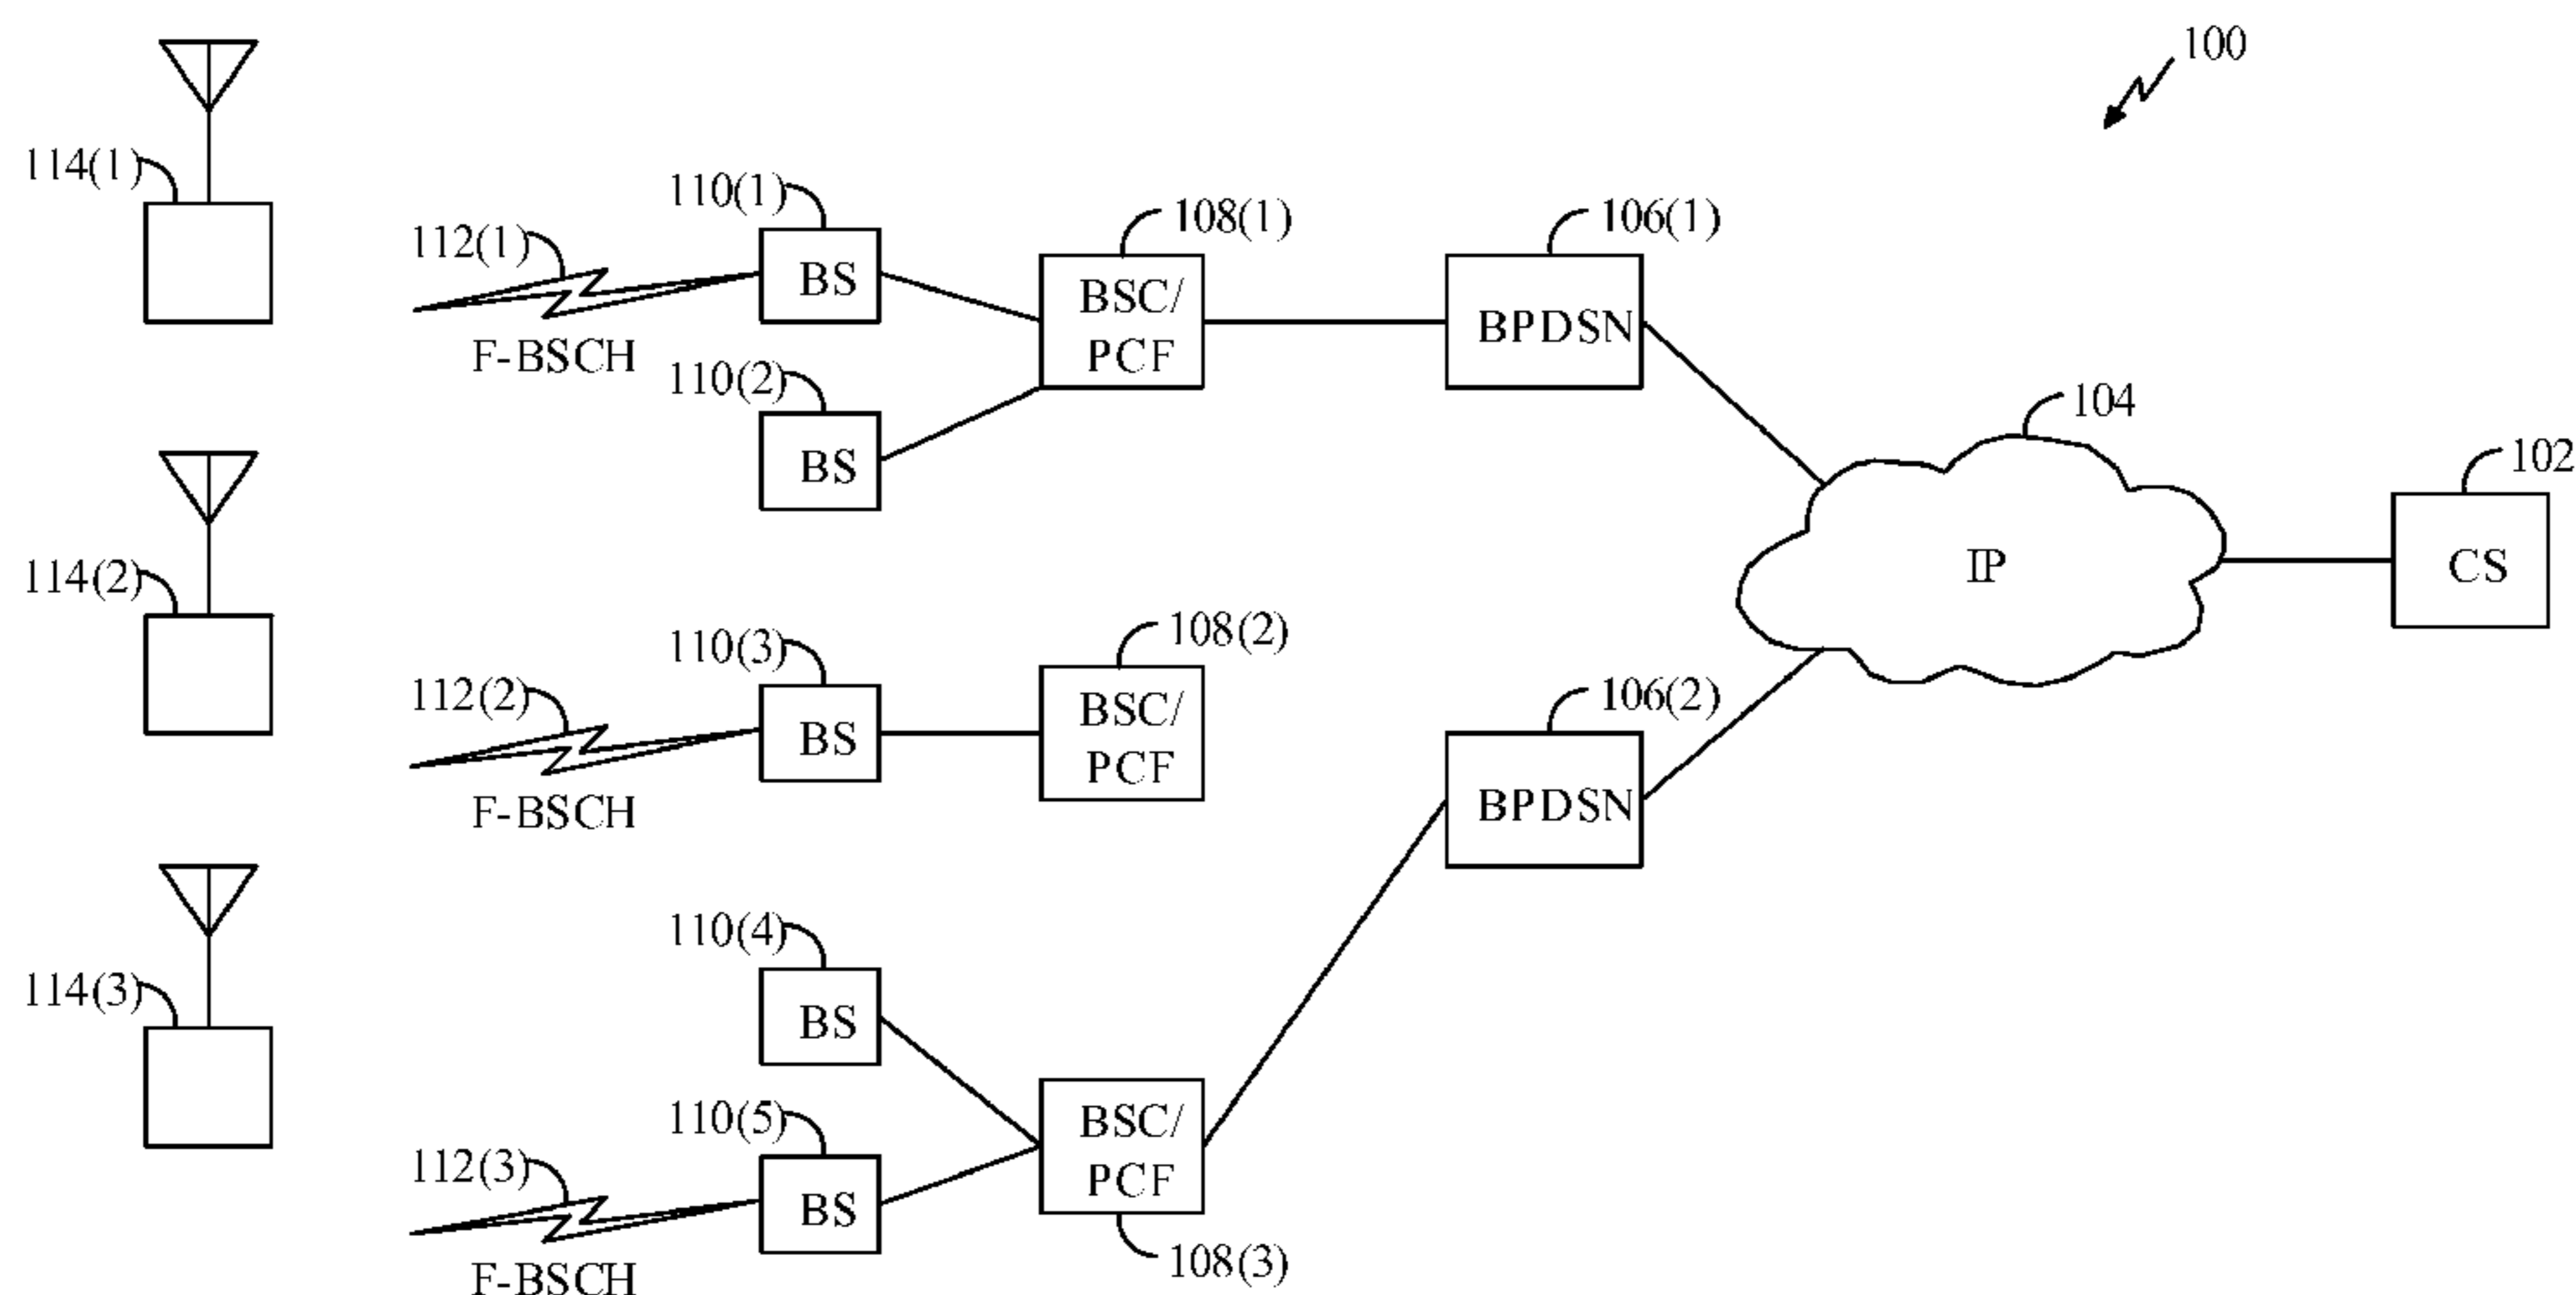 100
114(1)
110(1)
108(1)
106(1)
112(1)
BS
BSC/
PCF
BPDSN
F-BSCH
110(2)
BS
104
102
IP
CS
114(2)
110(3)
108(2)
112(2)
BS
BSC/
PCF
106(2)
BPDSN
F-BSCH
110(4)
BS
114(3)
110(5)
BSC/
PCF
112(3)
BS
108(3)
F-BSCH